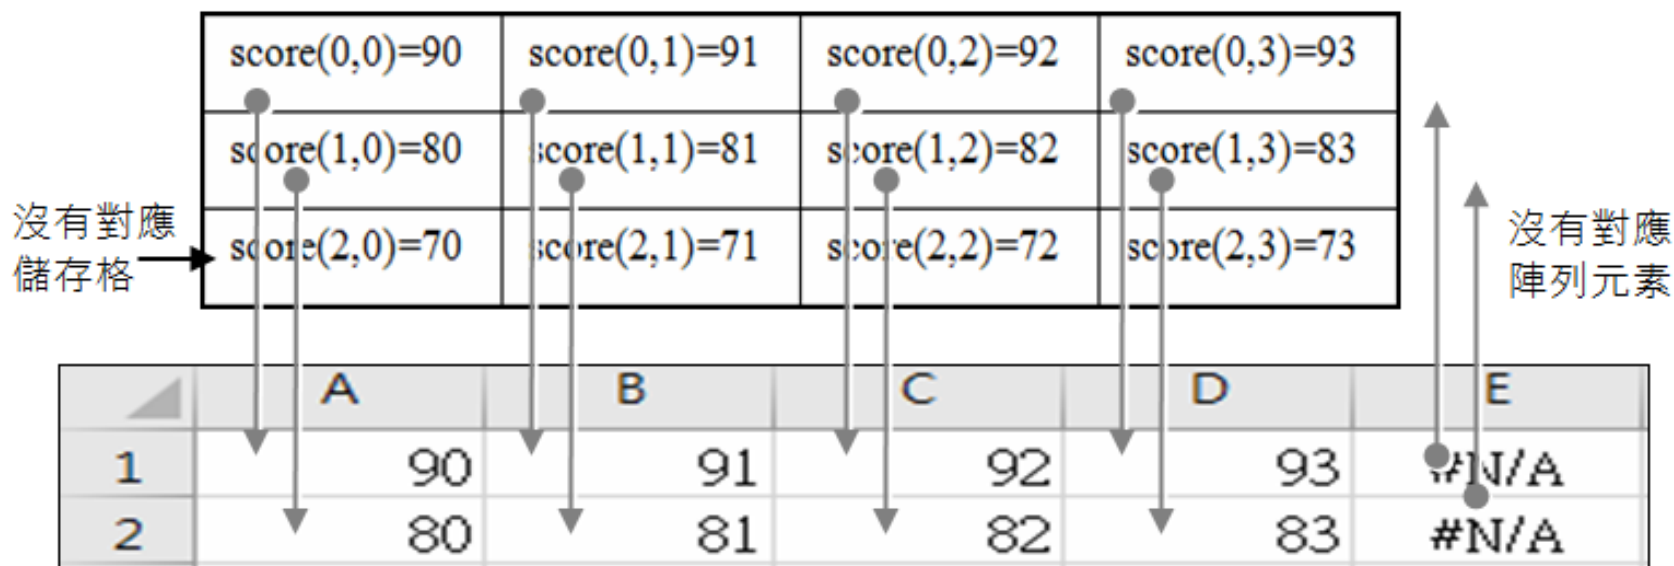 score(0,0)=90 score(0,1)=91 score(0,2)=92 score(0,3)=93
score(1,0)=80 score(1,1)=81 score(1,2)=82 score(1,3)=83
score(2,0)=70 score(2,1)=71 score(2,2)=72 score(2,3)=73
沒有對應
儲存格
沒有對應
陣列元素
A B C D E
1 90 91 92 93 #N/A
2 80 81 82 83 #N/A